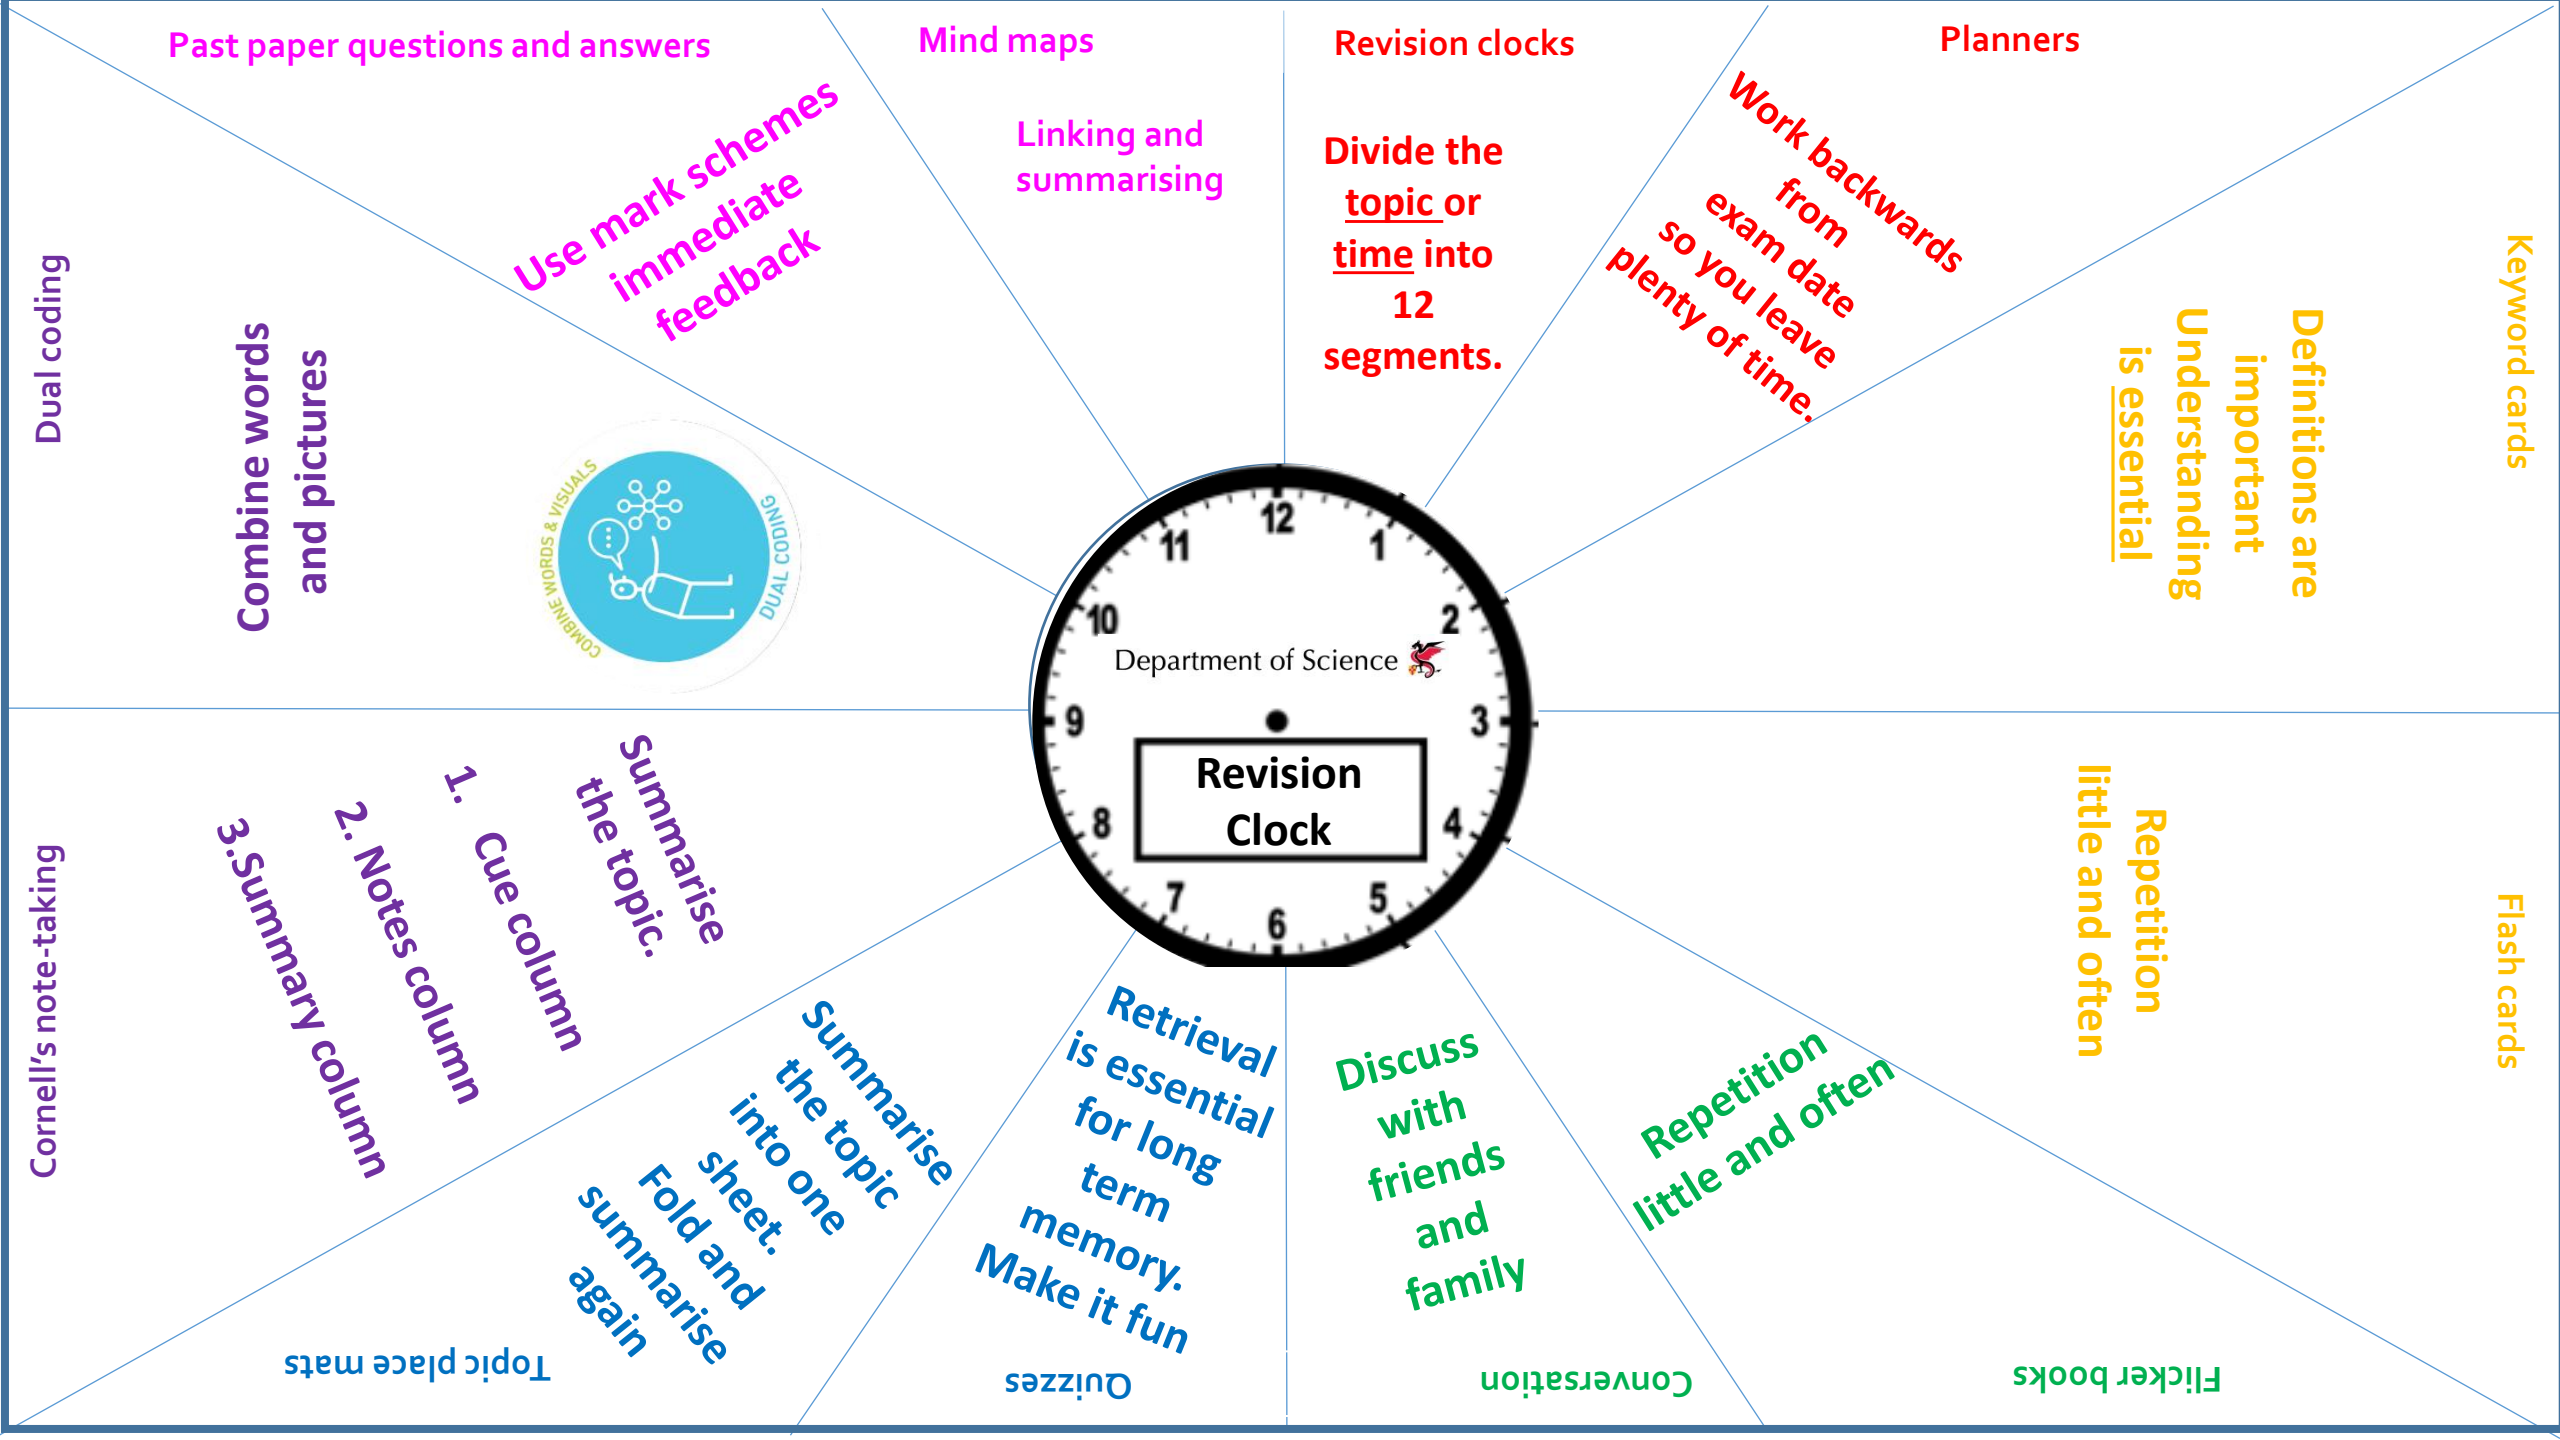 Revision clocks
Divide the
topic or
time into
12
segments.
Planners
Work backwards
from
exam date
so you leave
plenty of time.
Keyword cards
Definitions are
important
Understanding
is essential
Flash cards
Repetition
little and often
Flicker books
Repetition
little and often
Conversation
Discuss
with
friends
and
family
Quizzes
Retrieval
is essential
for long
term
memory.
Make it fun
Topic place mats
Summarise
the topic
into one
sheet.
Fold and
summarise
again
Cornell’s note-taking
Summarise
the topic.
1. Cue column
2. Notes column
3.Summary column
Dual coding
Combine words
and pictures
COMBINE WORDS & VISUALS
DUAL CODING
Past paper questions and answers
Use mark schemes
immediate
feedback
Mind maps
Linking and
summarising
12
1
2
3
4
5
6
7
8
9
10
11
Department of Science
Revision
Clock